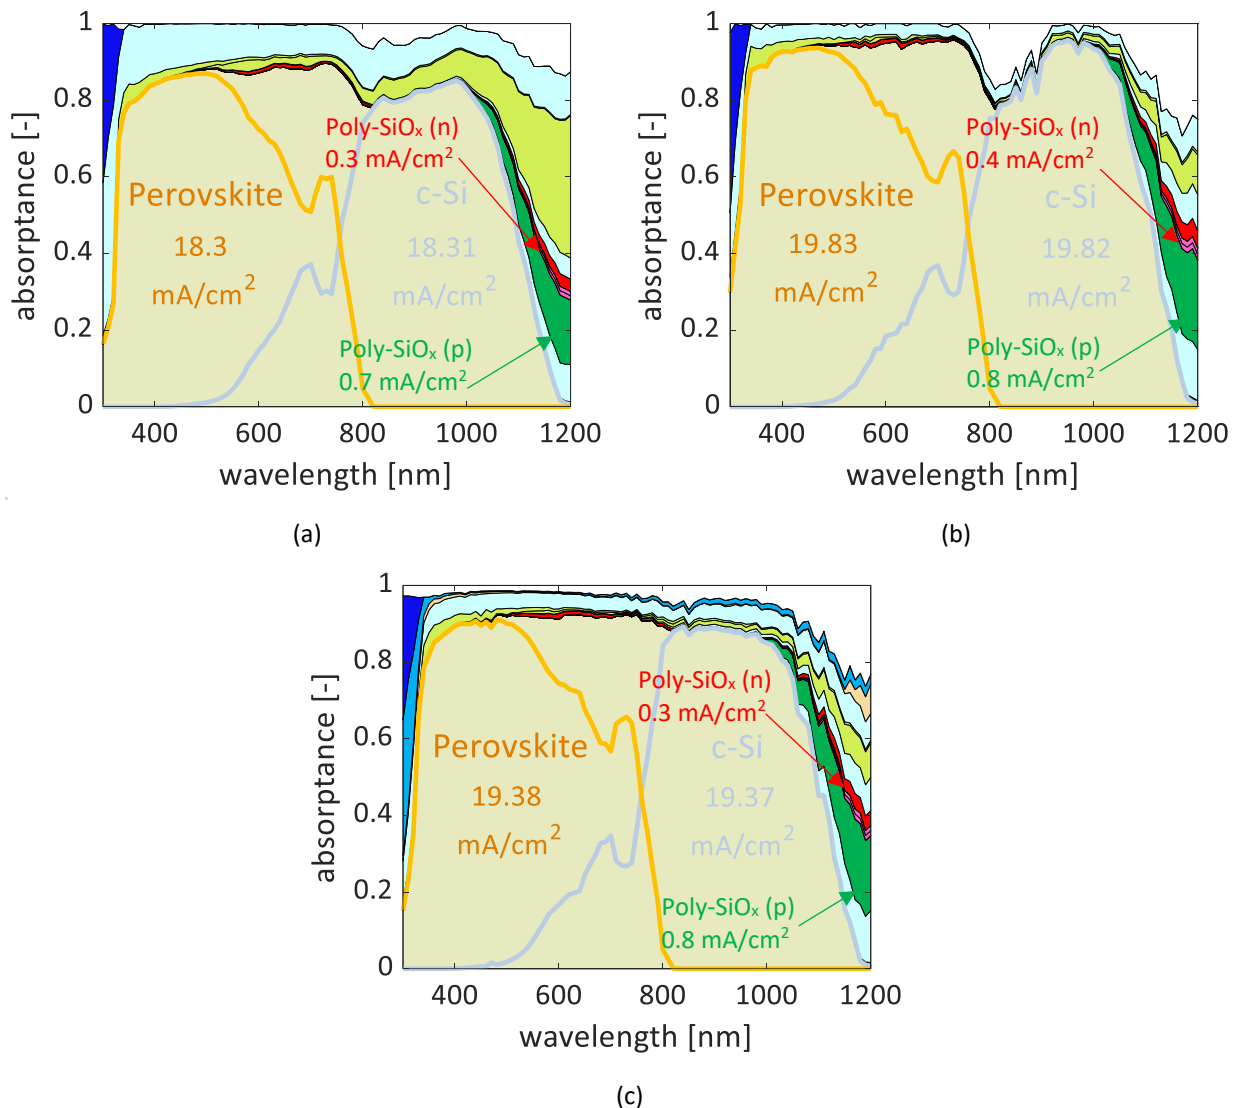 1
0.8
0.6
0.4
0.2
0
absorptance [-]
Poly-SiOₓ (n)
0.3 mA/cm²
Perovskite
18.3
mA/cm²
c-Si
18.31
mA/cm²
Poly-SiOₓ (p)
0.7 mA/cm²
400 600 800 1000 1200
wavelength [nm]
(a)
1
0.8
0.6
0.4
0.2
0
absorptance [-]
Poly-SiOₓ (n)
0.4 mA/cm²
Perovskite
19.83
mA/cm²
c-Si
19.82
mA/cm²
Poly-SiOₓ (p)
0.8 mA/cm²
400 600 800 1000 1200
wavelength [nm]
(b)
1
0.8
0.6
0.4
0.2
0
absorptance [-]
Poly-SiOₓ (n)
0.3 mA/cm²
Perovskite
19.38
mA/cm²
c-Si
19.37
mA/cm²
Poly-SiOₓ (p)
0.8 mA/cm²
400 600 800 1000 1200
wavelength [nm]
(c)